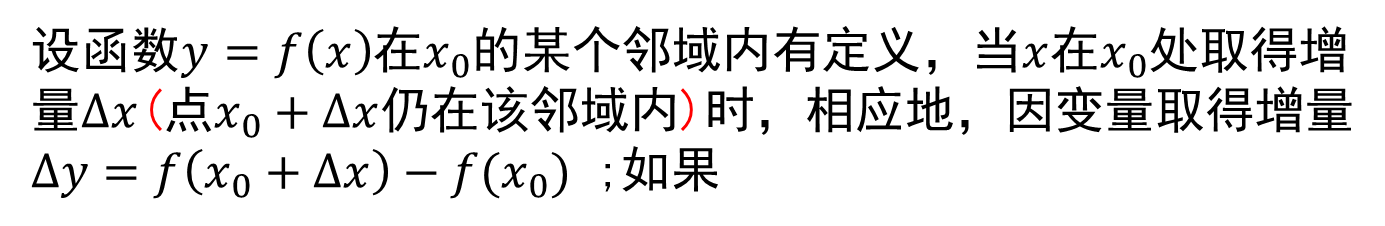 设函数y = f(x)在x₀的某个邻域内有定义，当x在x₀处取得增
量Δx(点x₀ + Δx仍在该邻域内)时，相应地，因变量取得增量
Δy = f(x₀ + Δx) − f(x₀) ;如果